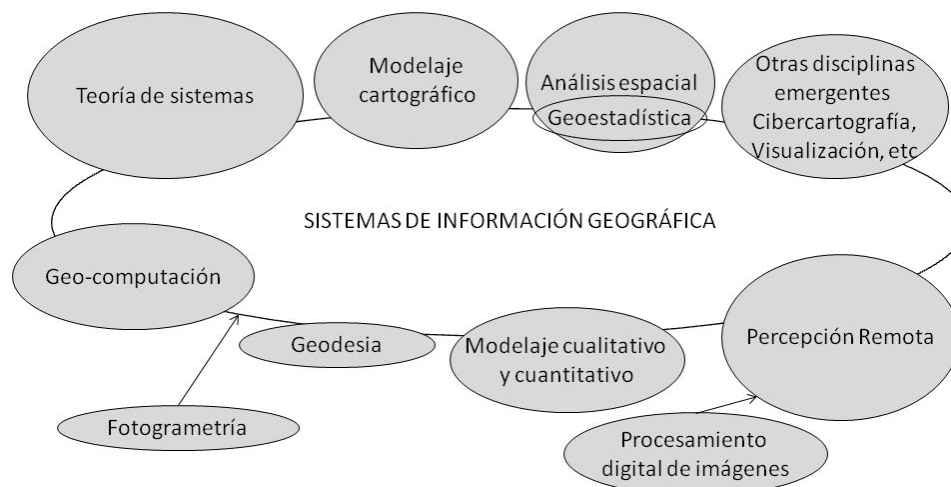 Teoría de sistemas
Modelaje
cartográfico
Análisis espacial
Geoestadística
Otras disciplinas
emergentes
Cibercartografía,
Visualización, etc
SISTEMAS DE INFORMACIÓN GEOGRÁFICA
Geo-computación
Geodesia
Modelaje cualitativo
y cuantitativo
Percepción Remota
Fotogrametría
Procesamiento
digital de imágenes